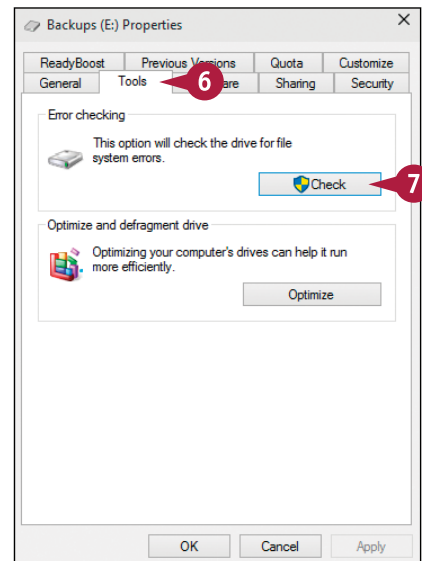 Backups (E:) Properties
ReadyBoost Previous Versions Quota Customize
General Tools 6 are Sharing Security
Error checking
This option will check the drive for file
system errors.
Check 7
Optimize and defragment drive
Optimizing your computer's drives can help it run
more efficiently.
Optimize
OK Cancel Apply